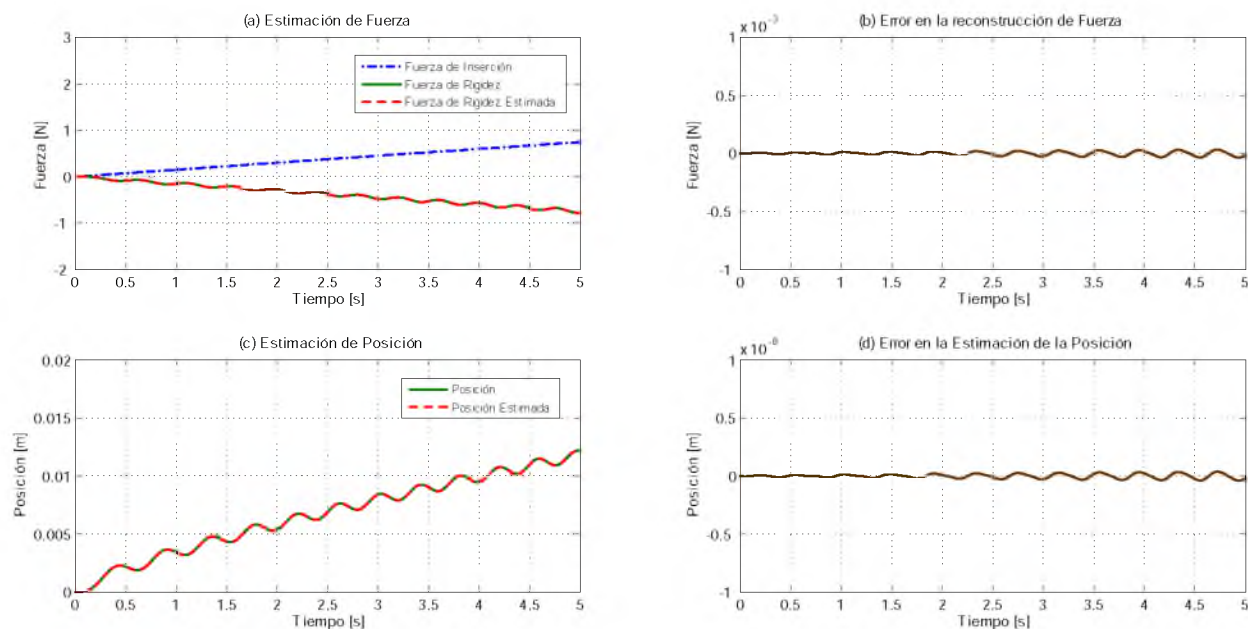 (a) Estimación de Fuerza
3
2
1
0
-1
-2
Fuerza [N]
Fuerza de Inserción
Fuerza de Rigidez
Fuerza de Rigidez Estimada
0 0.5 1 1.5 2 2.5 3 3.5 4 4.5 5
Tiempo [s]
(b) Error en la reconstrucción de Fuerza
x 10^-3
1
0.5
0
-0.5
-1
Fuerza [N]
0 0.5 1 1.5 2 2.5 3 3.5 4 4.5 5
Tiempo [s]
(c) Estimación de Posición
0.02
0.015
0.01
0.005
0
Posición [m]
Posición
Posición Estimada
0 0.5 1 1.5 2 2.5 3 3.5 4 4.5 5
Tiempo [s]
(d) Error en la Estimación de la Posición
1
0.5
0
-0.5
-1
Posición [m]
0 0.5 1 1.5 2 2.5 3 3.5 4 4.5 5
Tiempo [s]